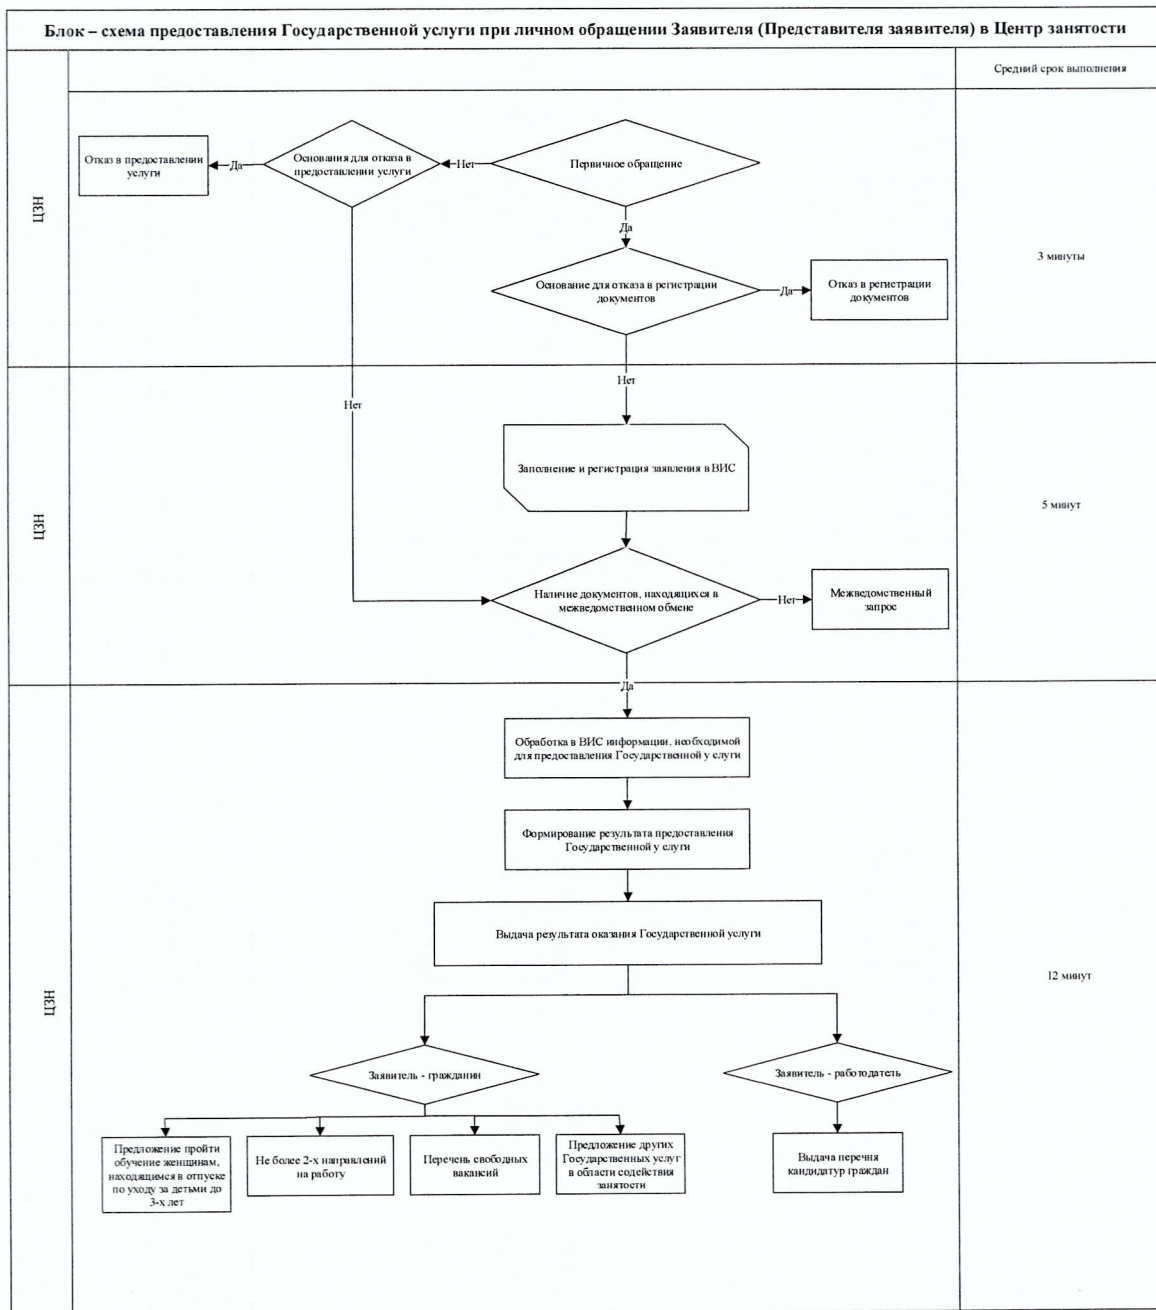 Блок – схема предоставления Государственной услуги при личном обращении Заявителя (Представителя заявителя) в Центр занятости
Средний срок выполнения
ЦЗН
Отказ в предоставлении
услуги
Да
Основания для отказа в
предоставлении услуги
Нет
Первичное обращение
Да
3 минуты
Основание для отказа в регистрации
документов
Да
Отказ в регистрации
документов
Нет
Нет
ЦЗН
Заполнение и регистрация заявления в ВИС
5 минут
Наличие документов, находящихся в
межведомственном обмене
Нет
Межведомственный
запрос
Да
ЦЗН
Обработка в ВИС информации, необходимой
для предоставления Государственной у слуги
Формирование результата предоставления
Государственной у слуги
Выдача результата оказания Государственной услуги
12 минут
Заявитель - гражданин
Заявитель - работодатель
Предложение пройти
обучение женщинам,
находящимся в отпуске
по уходу за детьми до
3-х лет
Не более 2-х направлений
на работу
Перечень свободных
вакансий
Предложение других
Государственных услуг
в области содействия
занятости
Выдача перечня
кандидатур граждан